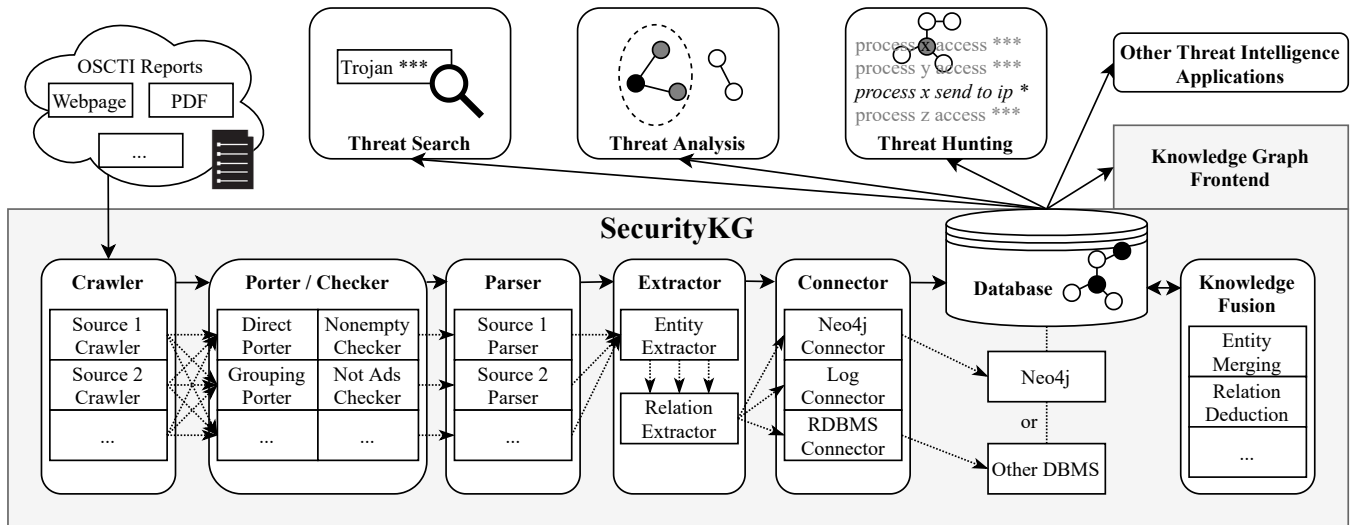 OSCTI Reports
Webpage
PDF
...
Trojan ***
Threat Search
Threat Analysis
process x access ***
process y access ***
process x send to ip *
process z access ***
Threat Hunting
Other Threat Intelligence
Applications
Knowledge Graph
Frontend
SecurityKG
Crawler
Source 1
Crawler
Source 2
Crawler
...
Porter / Checker
Direct
Porter
Nonempty
Checker
Grouping
Porter
Not Ads
Checker
...
...
Parser
Source 1
Parser
Source 2
Parser
...
Extractor
Entity
Extractor
Relation
Extractor
Connector
Neo4j
Connector
Log
Connector
RDBMS
Connector
Database
Neo4j
or
Other DBMS
Knowledge
Fusion
Entity
Merging
Relation
Deduction
...